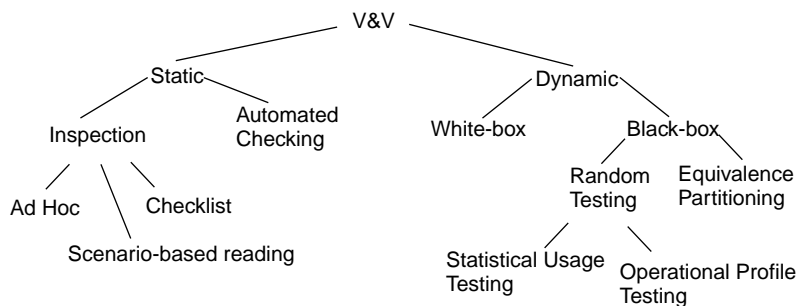 V&V
Static
Dynamic
Automated
Checking
White-box
Black-box
Inspection
Random
Testing
Equivalence
Partitioning
Ad Hoc
Checklist
Scenario-based reading
Statistical Usage
Testing
Operational Profile
Testing